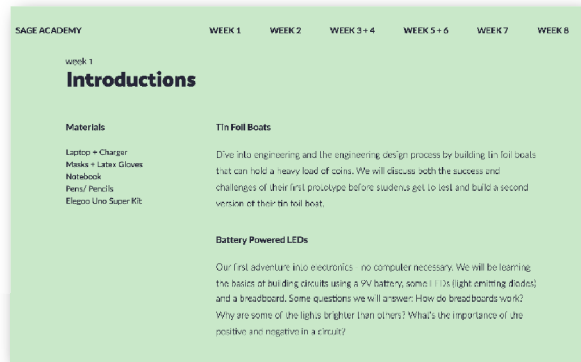 SAGE ACADEMY WEEK 1 WEEK 2 WEEK 3 + 4 WEEK 5 + 6 WEEK 7 WEEK 8
week 1
Introductions
Materials
Laptop + Charger
Masks + Latex Gloves
Notebook
Pens/ Pencils
Elegoo Uno Super Kit
Tin Foil Boats
Dive into engineering and the engineering design process by building tin foil boats
that can hold a heavy load of coins. We will discuss both the success and
challenges of their first prototype before students get to test and build a second
version of their tin foil boat.
Battery Powered LEDs
Our first adventure into electronics - no computer necessary. We will be learning
the basics of building circuits using a 9V battery, some LEDs (light emitting diodes)
and a breadboard. Some questions we will answer: How do breadboards work?
Why are some of the lights brighter than others? What's the importance of the
positive and negative in a circuit?